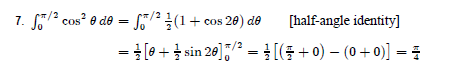 7. ∫₀^{π/2} cos² θ dθ = ∫₀^{π/2} ½(1 + cos 2θ) dθ [half-angle identity]
= ½[θ + ½ sin 2θ]₀^{π/2} = ½[(π/2 + 0) − (0 + 0)] = π/4